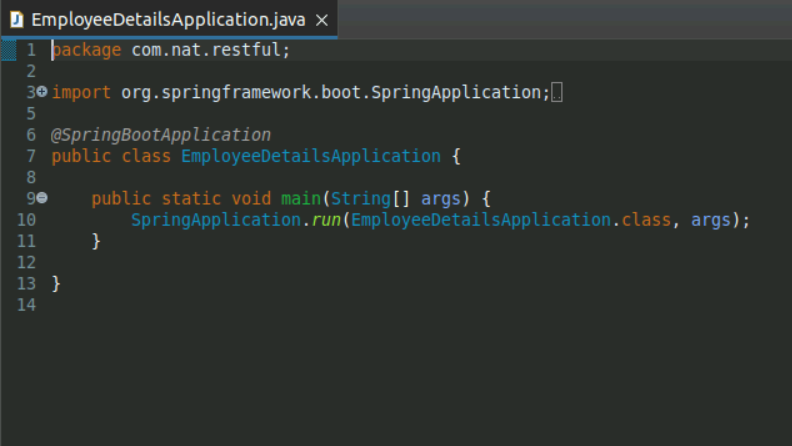 EmployeeDetailsApplication.java
1 package com.nat.restful;
2
3 import org.springframework.boot.SpringApplication;
5
6 @SpringBootApplication
7 public class EmployeeDetailsApplication {
8
9     public static void main(String[] args) {
10         SpringApplication.run(EmployeeDetailsApplication.class, args);
11     }
12
13 }
14